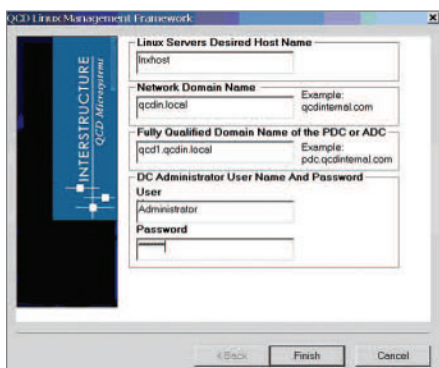 QCD Linux Management Framework
INTERSTRUCTURE
QCD Microsystems
Linux Servers Desired Host Name
lnxhost
Network Domain Name
qcdin.local
Example:
qcdinternal.com
Fully Qualified Domain Name of the PDC or ADC
qcd1.qcdin.local
Example:
pdc.qcdinternal.com
DC Administrator User Name And Password
User
Administrator
Password
< Back
Finish
Cancel